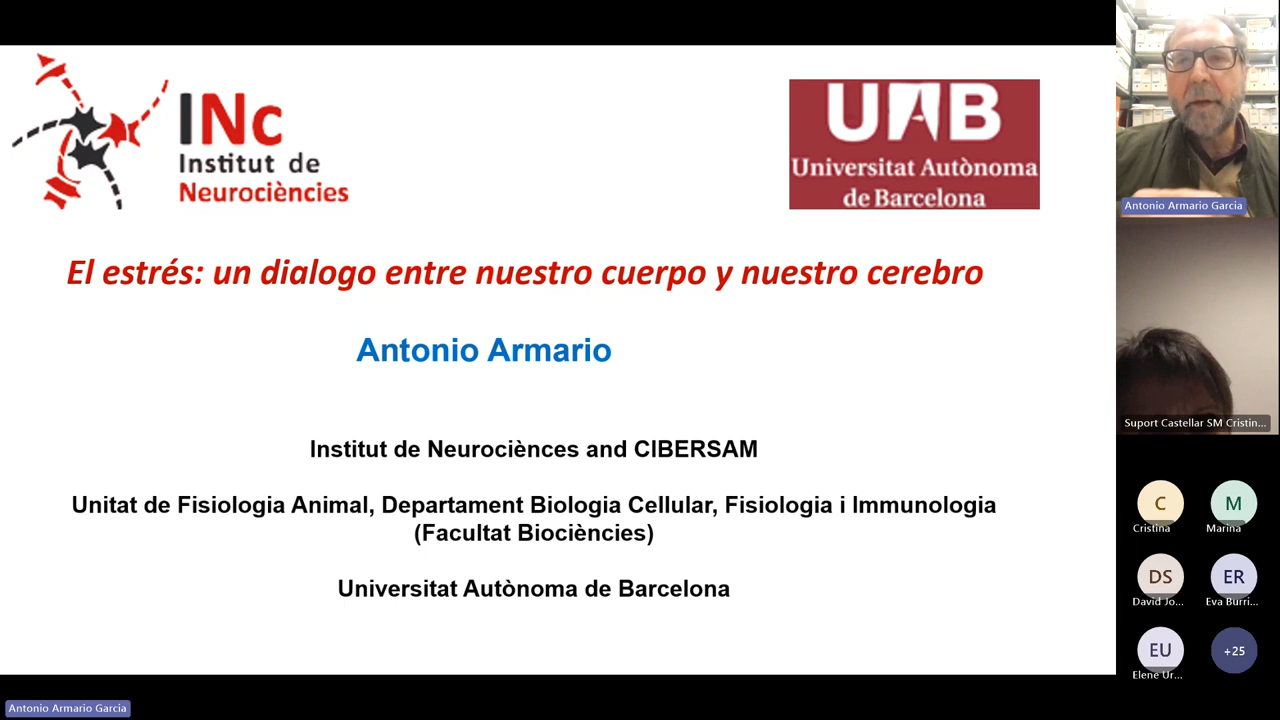 INc
Institut de
Neurociències
UAB
Universitat Autònoma
de Barcelona
El estrés: un dialogo entre nuestro cuerpo y nuestro cerebro
Antonio Armario
Institut de Neurociènces and CIBERSAM
Unitat de Fisiologia Animal, Departament Biologia Cellular, Fisiologia i Immunologia
(Facultat Biociències)
Universitat Autònoma de Barcelona
Antonio Armario Garcia
Suport Castellar SM Cristin...
C
Cristina
M
Marina
DS
David Jo...
ER
Eva Burri...
EU
Elene Ur...
+25
Antonio Armario Garcia